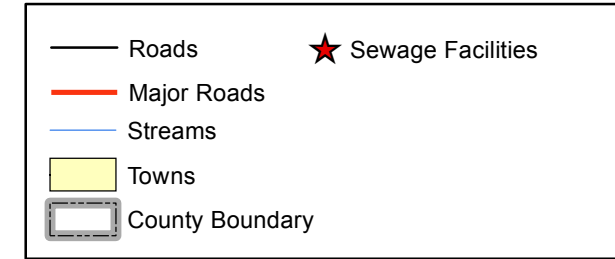 Roads
Sewage Facilities
Major Roads
Streams
Towns
County Boundary